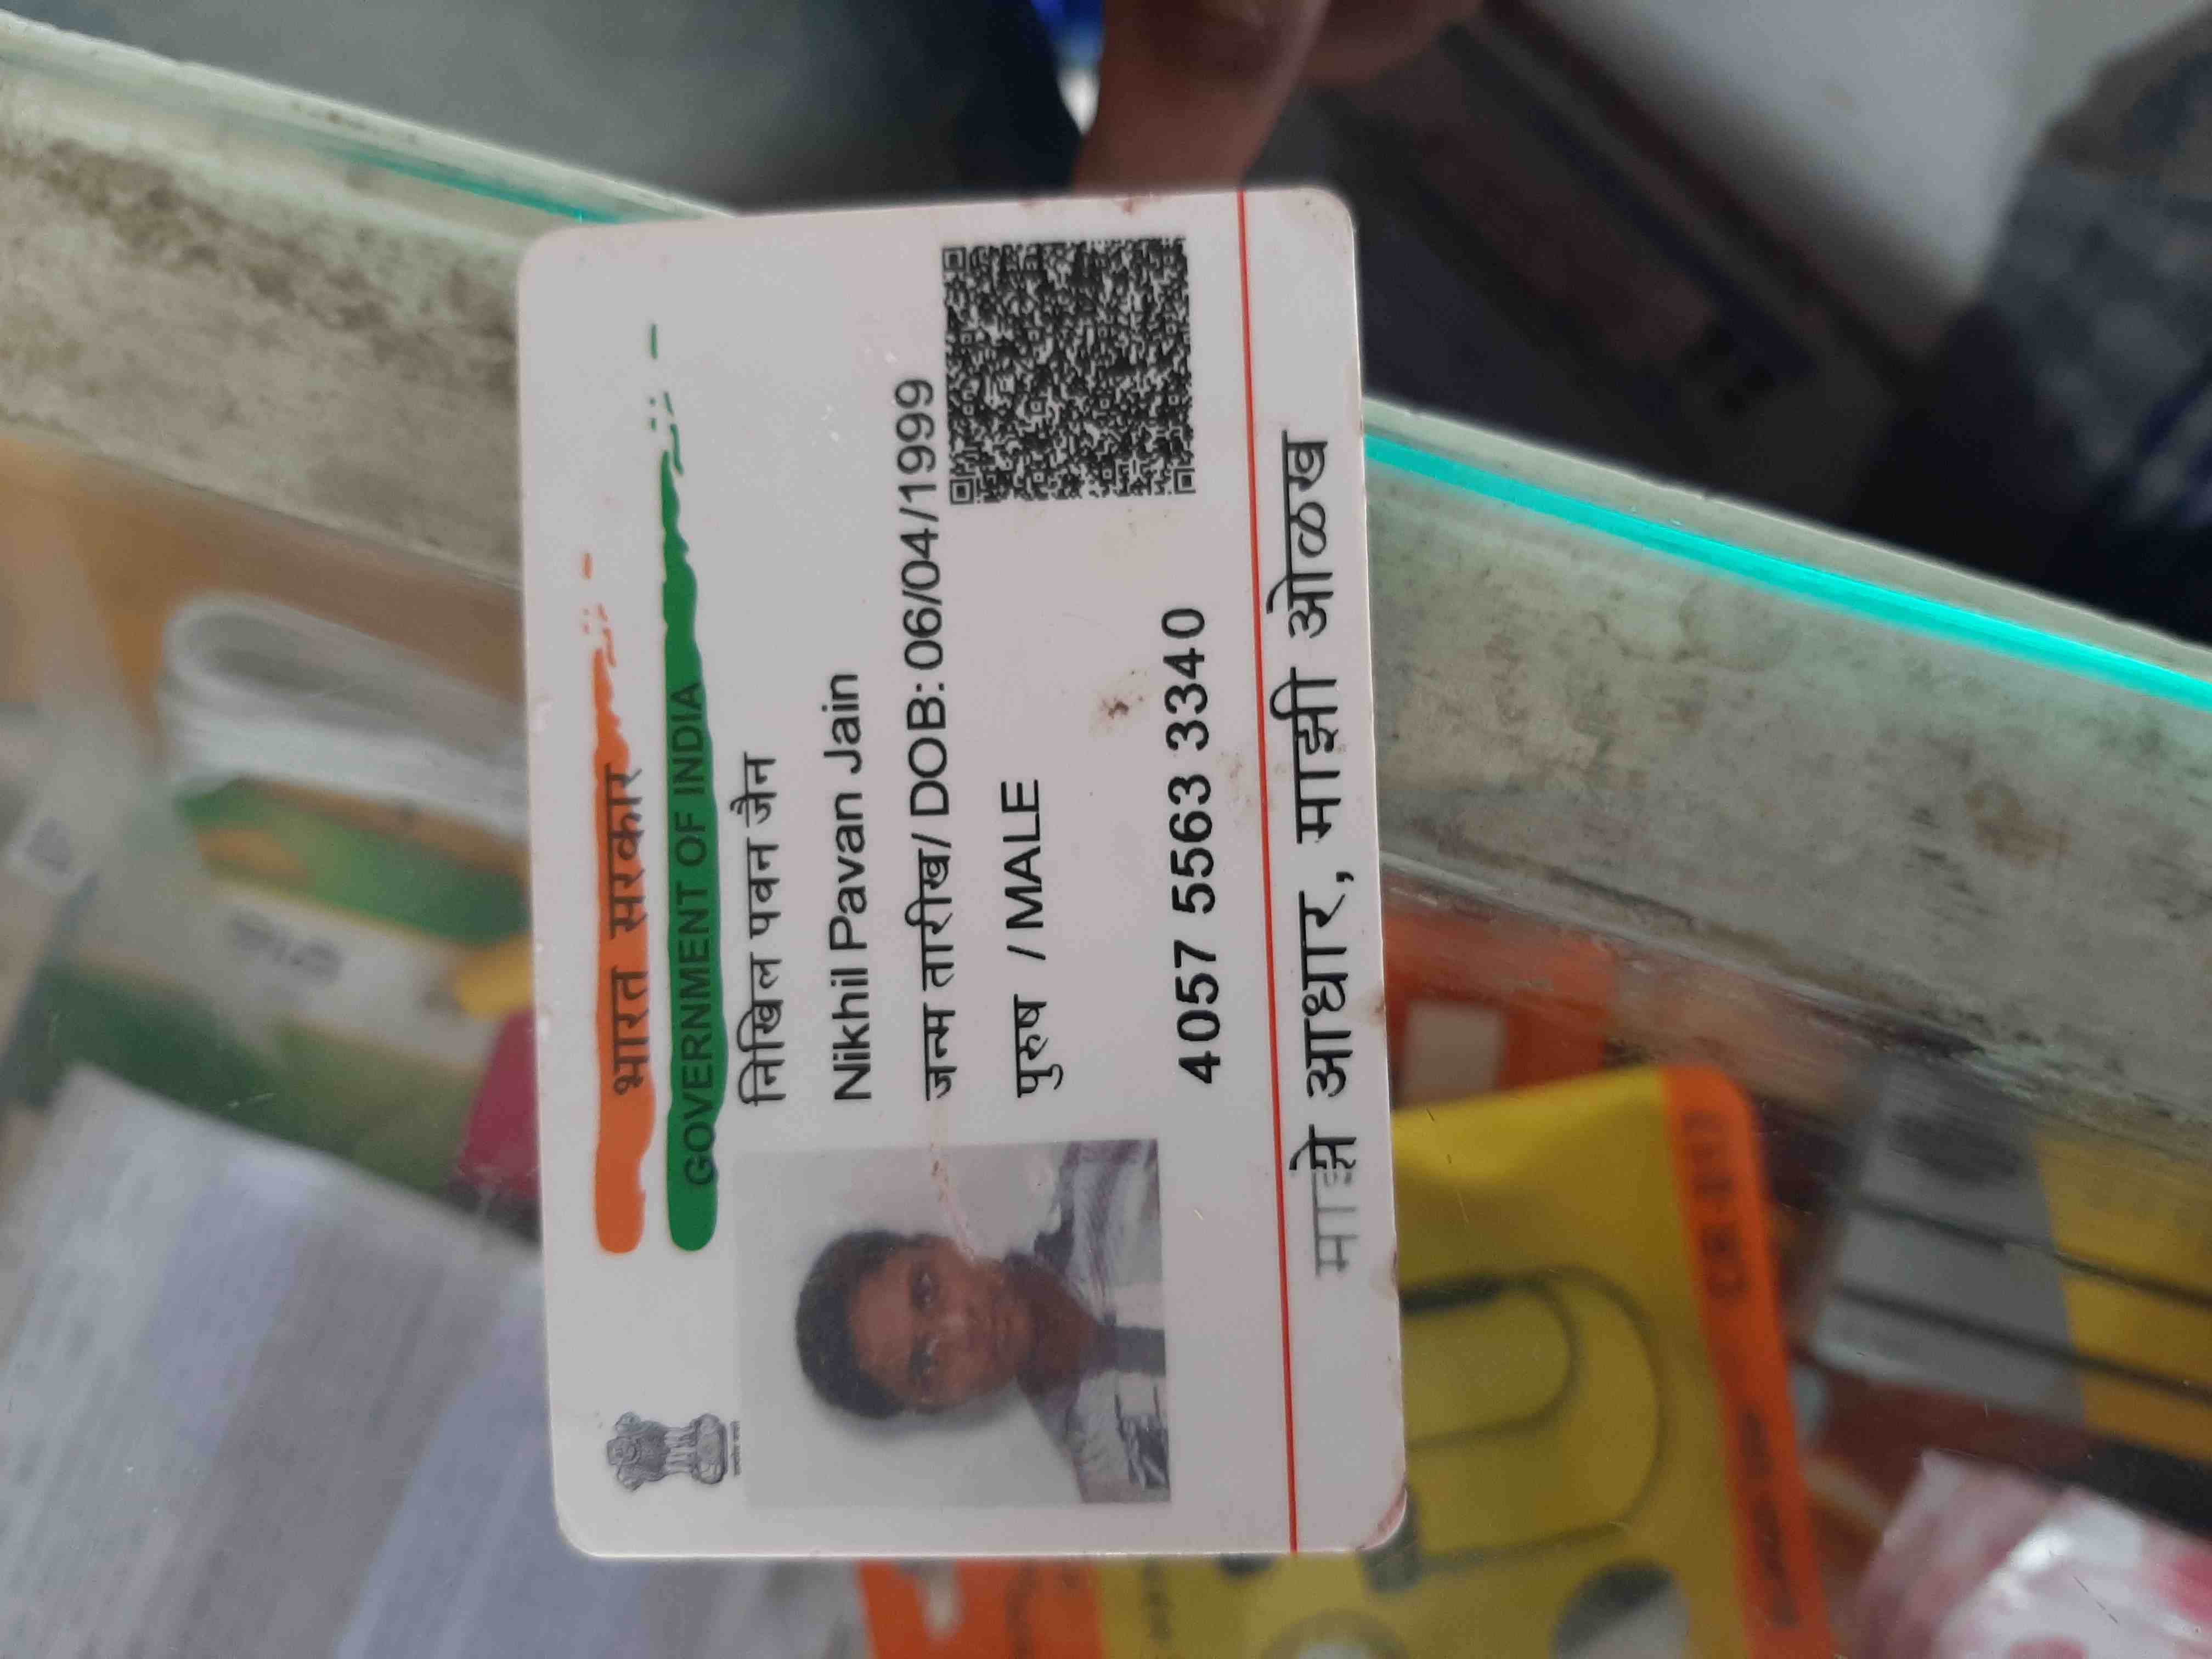 भारत सरकार
GOVERNMENT OF INDIA
निखिल पवन जैन
Nikhil Pavan Jain
जन्म तारीख/ DOB: 06/04/1999
पुरुष / MALE
4057 5563 3340
माझे आधार, माझी ओळख